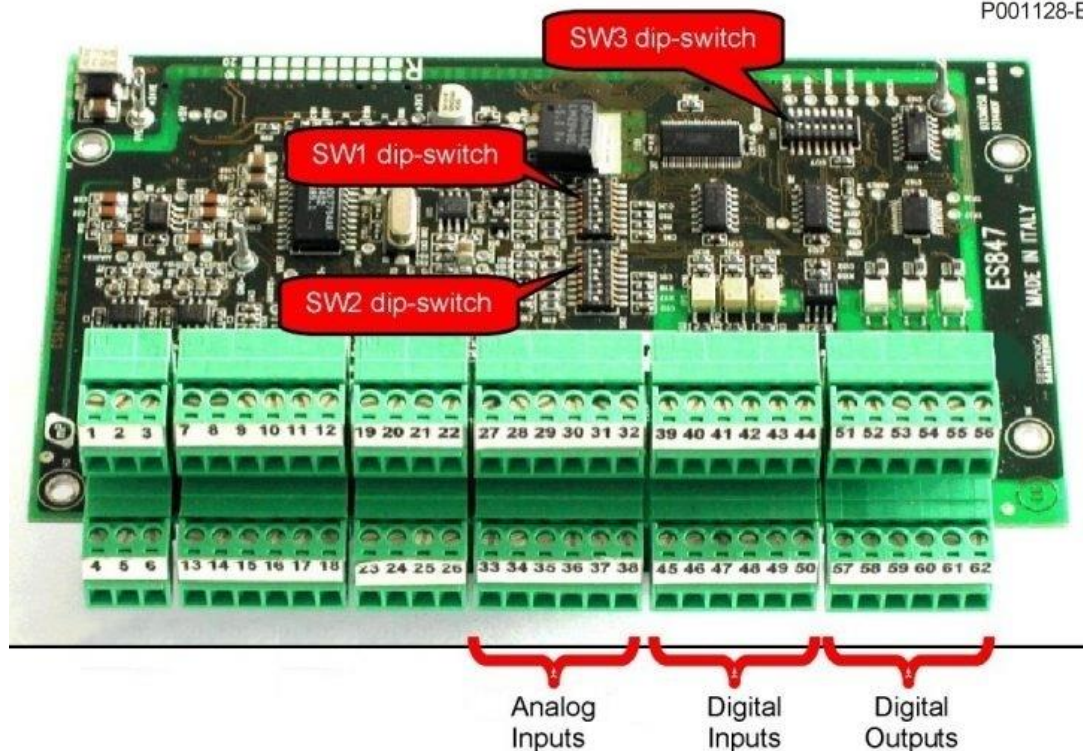 P001128-B
SW3 dip-switch
SW1 dip-switch
SW2 dip-switch
ES847
MADE IN ITALY
1 2 3 7 8 9 10 11 12 19 20 21 22 27 28 29 30 31 32 39 40 41 42 43 44 51 52 53 54 55 56
4 5 6 13 14 15 16 17 18 23 24 25 26 33 34 35 36 37 38 45 46 47 48 49 50 57 58 59 60 61 62
Analog
Inputs
Digital
Inputs
Digital
Outputs